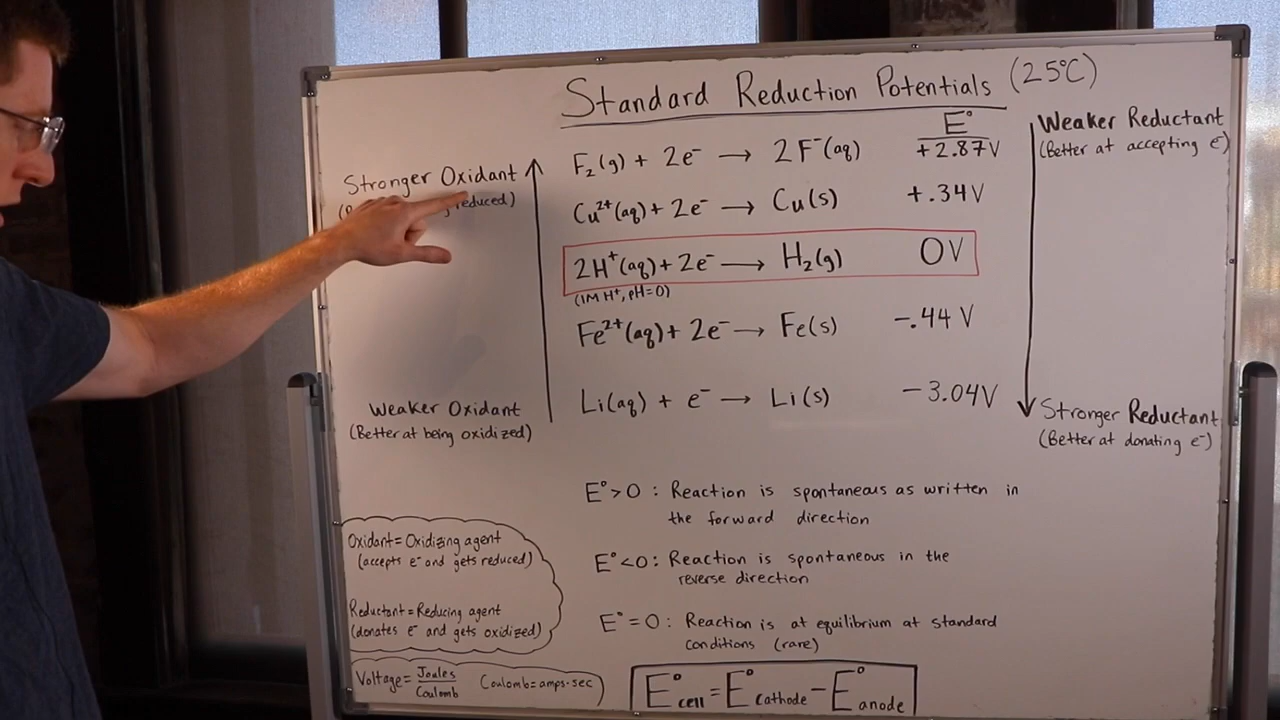 Standard Reduction Potentials (25°C)
E°
Stronger Oxidant
reduced)
F₂(g) + 2e⁻ → 2F⁻(aq) +2.87V
Cu²⁺(aq) + 2e⁻ → Cu(s) +.34V
2H⁺(aq) + 2e⁻ → H₂(g) 0V
(1M H⁺, pH=0)
Fe²⁺(aq) + 2e⁻ → Fe(s) -.44V
Li(aq) + e⁻ → Li(s) -3.04V
Weaker Oxidant
(Better at being oxidized)
Weaker Reductant
(Better at accepting e⁻)
Stronger Reductant
(Better at donating e⁻)
E°>0 : Reaction is spontaneous as written in
the forward direction
E°<0 : Reaction is spontaneous in the
reverse direction
E°=0 : Reaction is at equilibrium at standard
conditions (rare)
Oxidant = Oxidizing agent
(accepts e⁻ and gets reduced)
Reductant = Reducing agent
(donates e⁻ and gets oxidized)
Voltage = Joules/Coulomb Coulomb = amps·sec
E°cell = E°cathode - E°anode